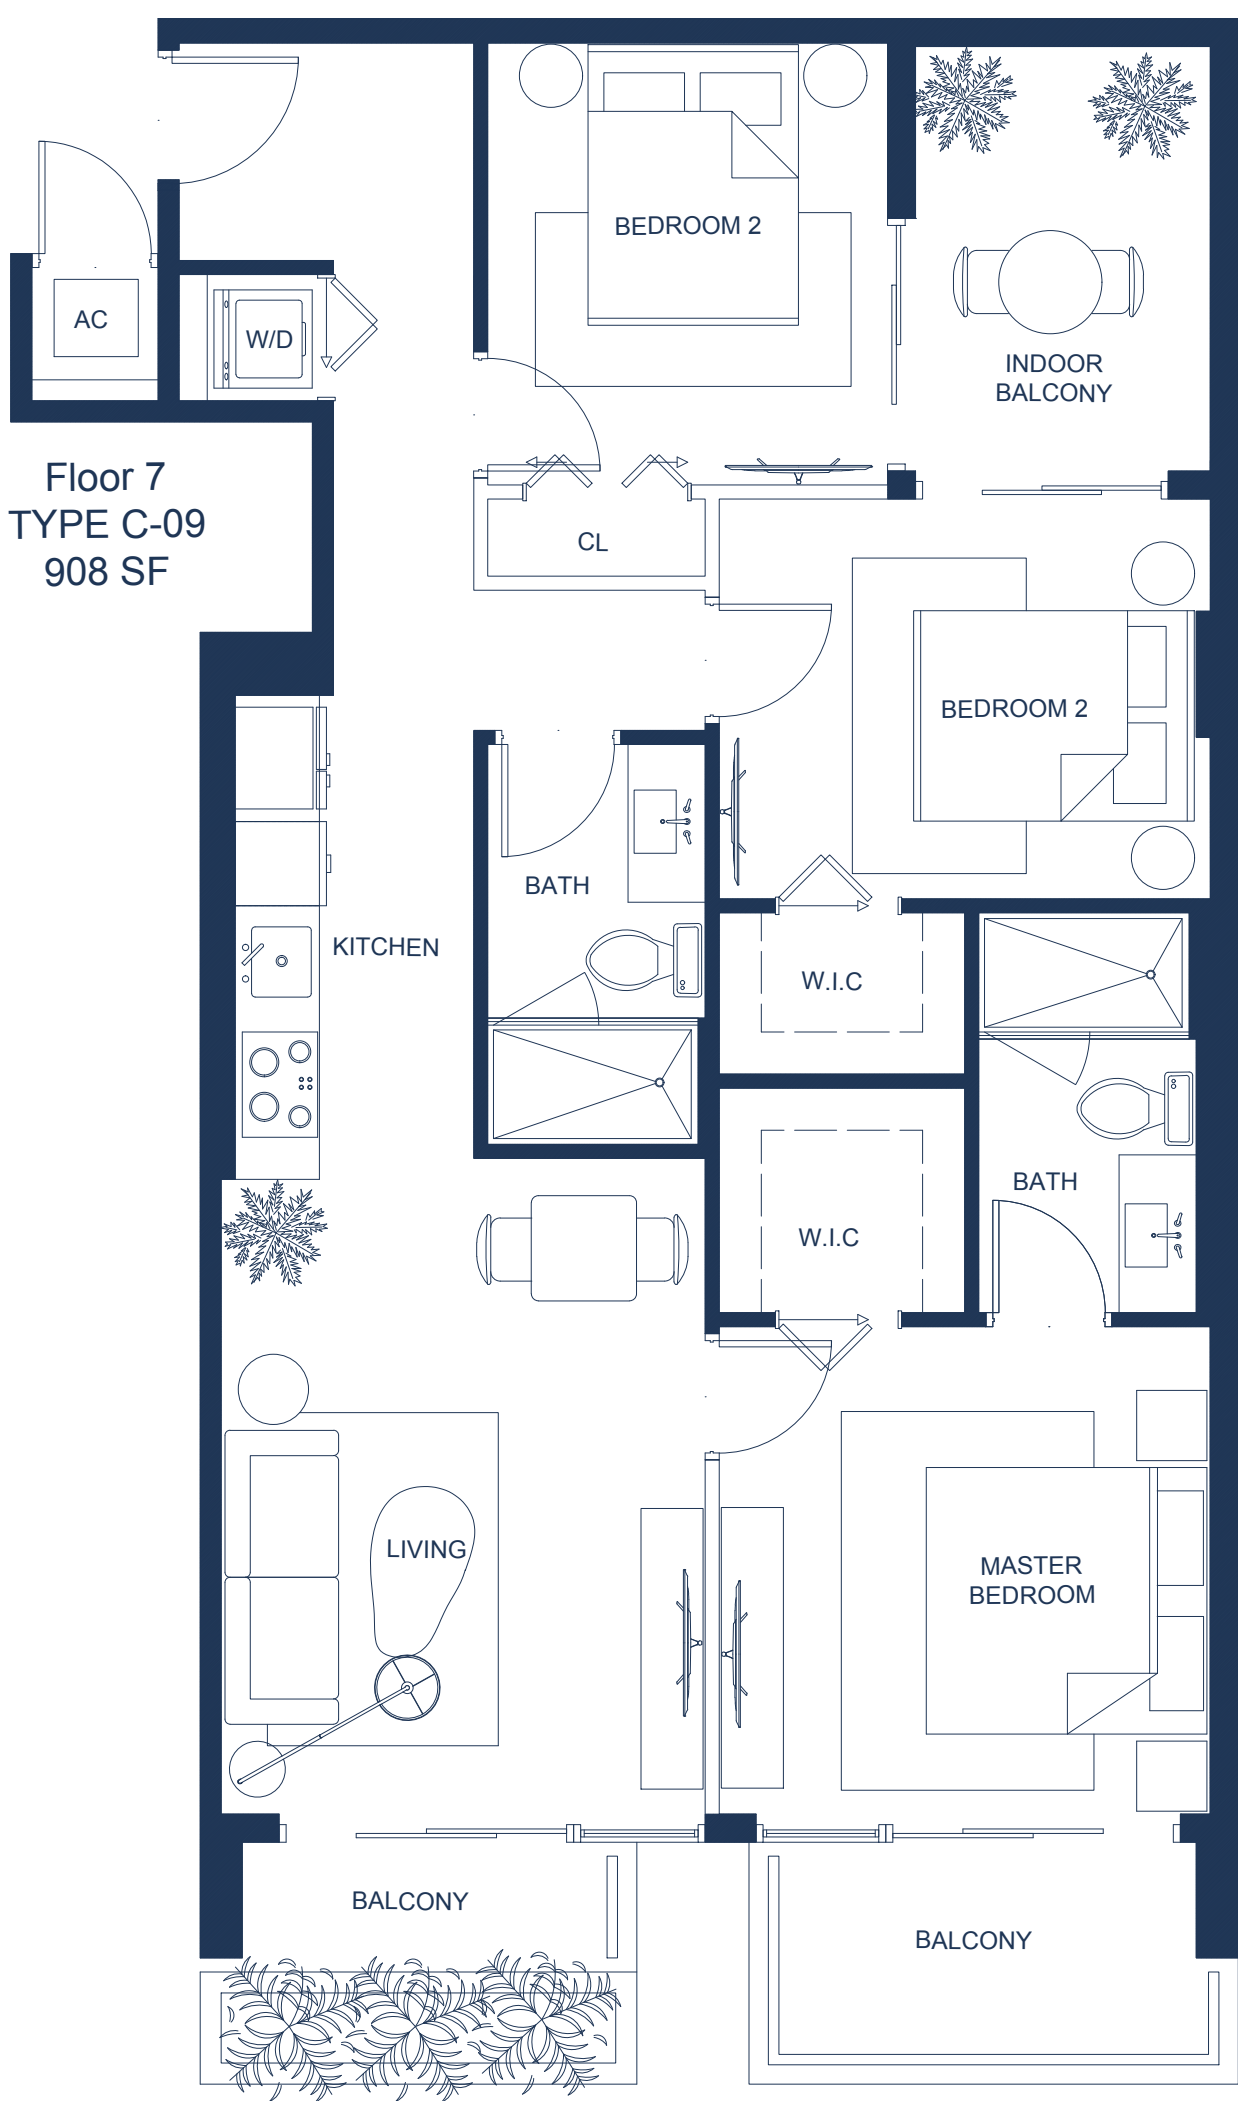 BEDROOM 2
AC
W/D
INDOOR
BALCONY
Floor 7
TYPE C-09
908 SF
CL
BEDROOM 2
BATH
KITCHEN
W.I.C
BATH
W.I.C
LIVING
MASTER
BEDROOM
BALCONY
BALCONY